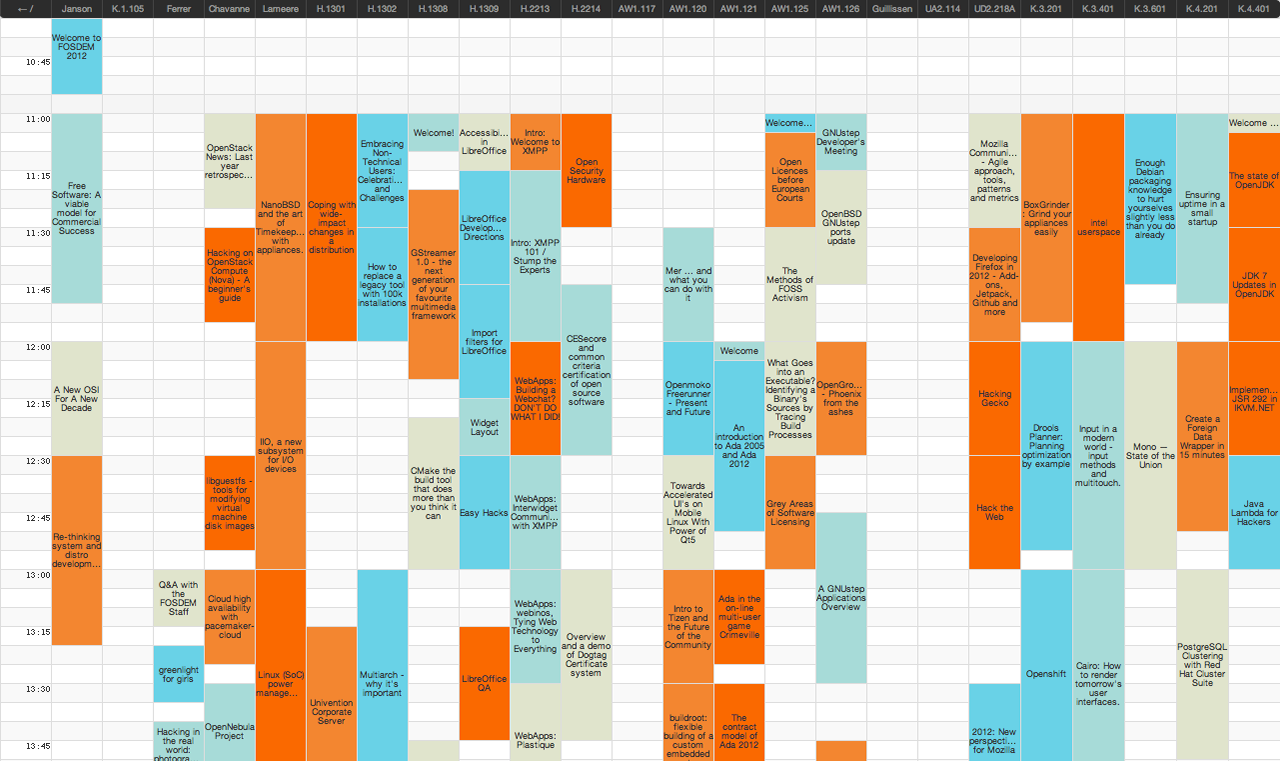 ← /
Janson
K.1.105
Ferrer
Chavanne
Lameere
H.1301
H.1302
H.1308
H.1309
H.2213
H.2214
AW1.117
AW1.120
AW1.121
AW1.125
AW1.126
Guillissen
UA2.114
UD2.218A
K.3.201
K.3.401
K.3.601
K.4.201
K.4.401
10:45
11:00
11:15
11:30
11:45
12:00
12:15
12:30
12:45
13:00
13:15
13:30
13:45
Welcome to
FOSDEM
2012
Free
Software: A
viable model for
Commercial
Success
A New OSI
For A New
Decade
Re-thinking
system and
distro
developm...
Q&A with
the
FOSDEM
Staff
greenlight
for girls
Hacking in
the real
world:
photogra...
OpenStack
News: Last
year
retrospec...
Hacking on
OpenStack
Compute
(Nova) - A
beginner's
guide
libguestfs -
tools for
modifying
virtual
machine
disk images
Cloud high
availability
with
pacemaker-
cloud
OpenNebula
Project
NanoBSD
and the art
of
Timekeep...
with
appliances.
IIO, a new
subsystem
for I/O
devices
Linux (SoC)
power
manage...
Coping with
wide-
impact
changes in
a
distribution
Univention
Corporate
Server
Embracing
Non-
Technical
Users:
Celebrati...
and
Challenges
How to
replace a
legacy tool
with 100k
installations
Multiarch -
why it's
important
Welcome!
GStreamer
1.0 - the
next
generation
of your
favourite
multimedia
framework
CMake the
build tool
that does
more than
you think it
can
Accessibi...
in
LibreOffice
LibreOffice
Develop...
Directions
Import
filters for
LibreOffice
Widget
Layout
Easy Hacks
LibreOffice
QA
Intro:
Welcome to
XMPP
Intro: XMPP
101 /
Stump the
Experts
WebApps:
Building a
Webchat?
DON'T DO
WHAT I DID!
WebApps:
Interwidget
Communi...
with XMPP
WebApps:
webinos,
Tying Web
Technology
to
Everything
WebApps:
Plastique
Open
Security
Hardware
CESecore
and
common
criteria
certification
of open
source
software
Overview
and a demo
of Dogtag
Certificate
system
Mer ... and
what you
can do with
it
Openmoko
Freerunner
- Present
and Future
Towards
Accelerated
UI's on
Mobile
Linux With
Power of
Qt5
Intro to
Tizen and
the Future
of the
Community
buildroot:
flexible
building of a
custom
embedded
Welcome
An
introduction
to Ada 2005
and Ada
2012
Ada in the
on-line
multi-user
game
Crimeville
The
contract
model of
Ada 2012
Welcome...
Open
Licences
before
European
Courts
The
Methods of
FOSS
Activism
What Goes
into an
Executable?
Identifying a
Binary's
Sources by
Tracing
Build
Processes
Grey Areas
of Software
Licensing
GNUstep
Developer's
Meeting
OpenBSD
GNUstep
ports
update
OpenGro...
- Phoenix
from the
ashes
A GNUstep
Applications
Overview
Mozilla
Communi...
- Agile
approach,
tools,
patterns
and metrics
Developing
Firefox in
2012 - Add-
ons,
Jetpack,
Github and
more
Hacking
Gecko
Hack the
Web
2012: New
perspecti...
for Mozilla
BoxGrinder
: Grind your
appliances
easily
Drools
Planner:
Planning
optimization
by example
Openshift
intel
userspace
Input in a
modern
world -
input
methods
and
multitouch.
Cairo: How
to render
tomorrow's
user
interfaces.
Enough
Debian
packaging
knowledge
to hurt
yourselves
slightly less
than you do
already
Mono —
State of the
Union
Ensuring
uptime in a
small
startup
Create a
Foreign
Data
Wrapper in
15 minutes
PostgreSQL
Clustering
with Red
Hat Cluster
Suite
Welcome ...
The state of
OpenJDK
JDK 7
Updates in
OpenJDK
Implemen...
JSR 292 in
IKVM.NET
Java
Lambda for
Hackers